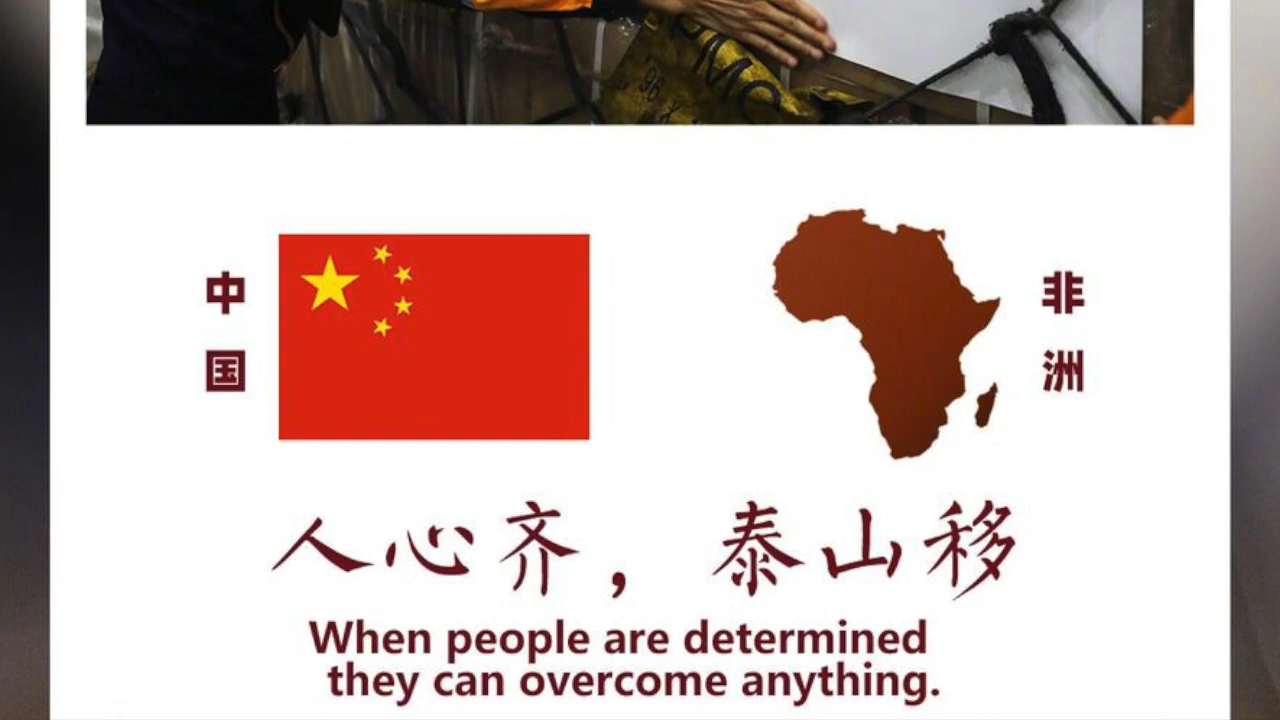 中国
非洲
人心齐，泰山移
When people are determined
they can overcome anything.